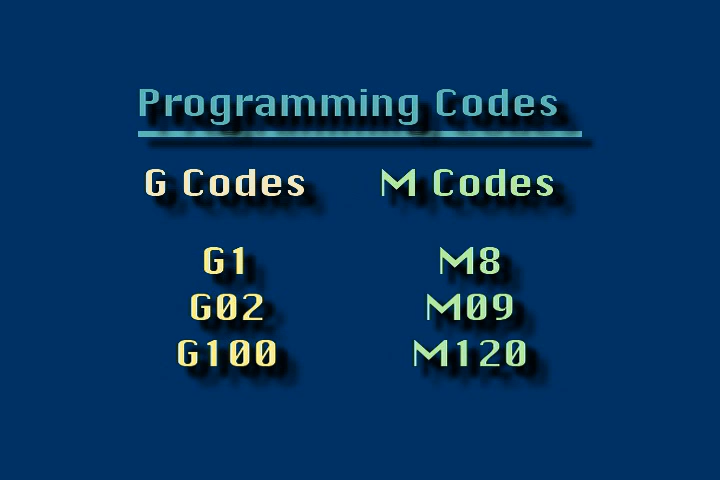 Programming Codes
G Codes M Codes
G1 M8
G02 M09
G100 M120